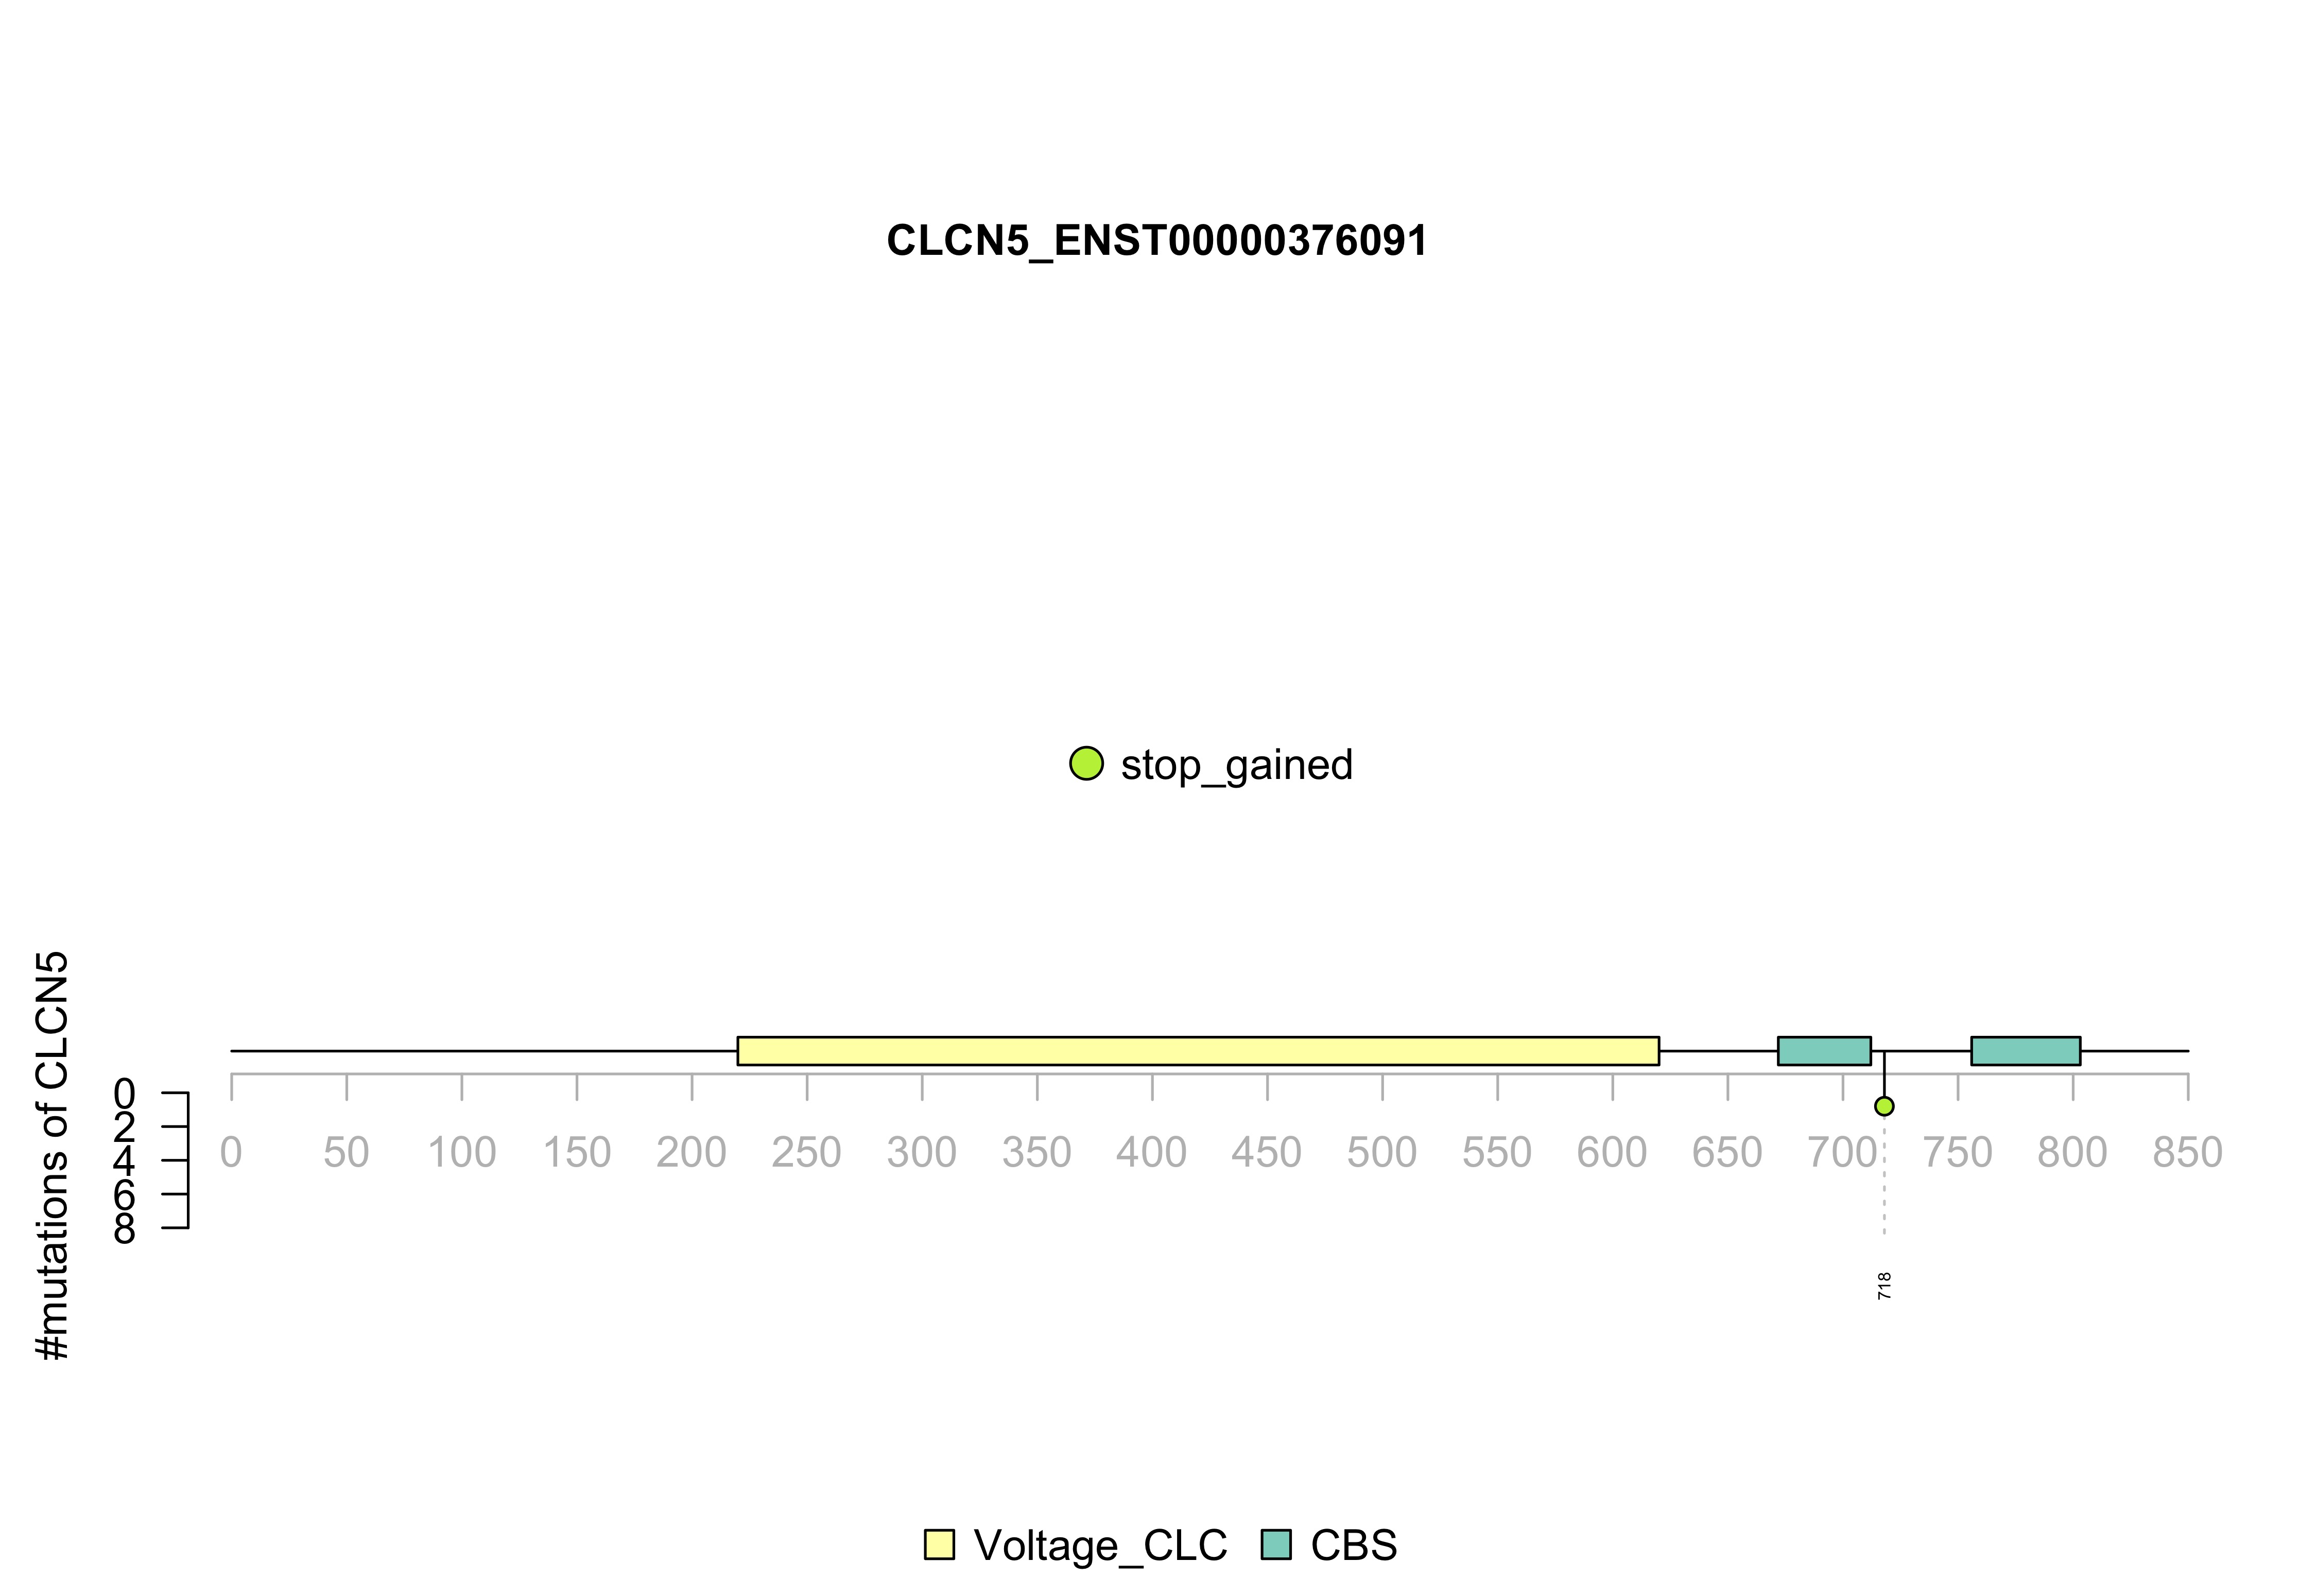 CLCN5_ENST00000376091
stop_gained
#mutations of CLCN5
0
2
4
6
8
0 50 100 150 200 250 300 350 400 450 500 550 600 650 700 750 800 850
718
Voltage_CLC CBS